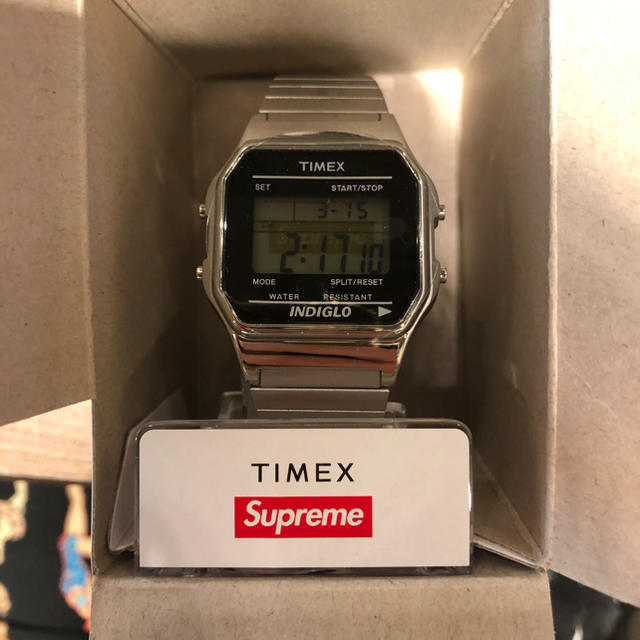 TIMEX
SET START/STOP
3-15
2:17 10
MODE SPLIT/RESET
WATER RESISTANT
INDIGLO
TIMEX
Supreme